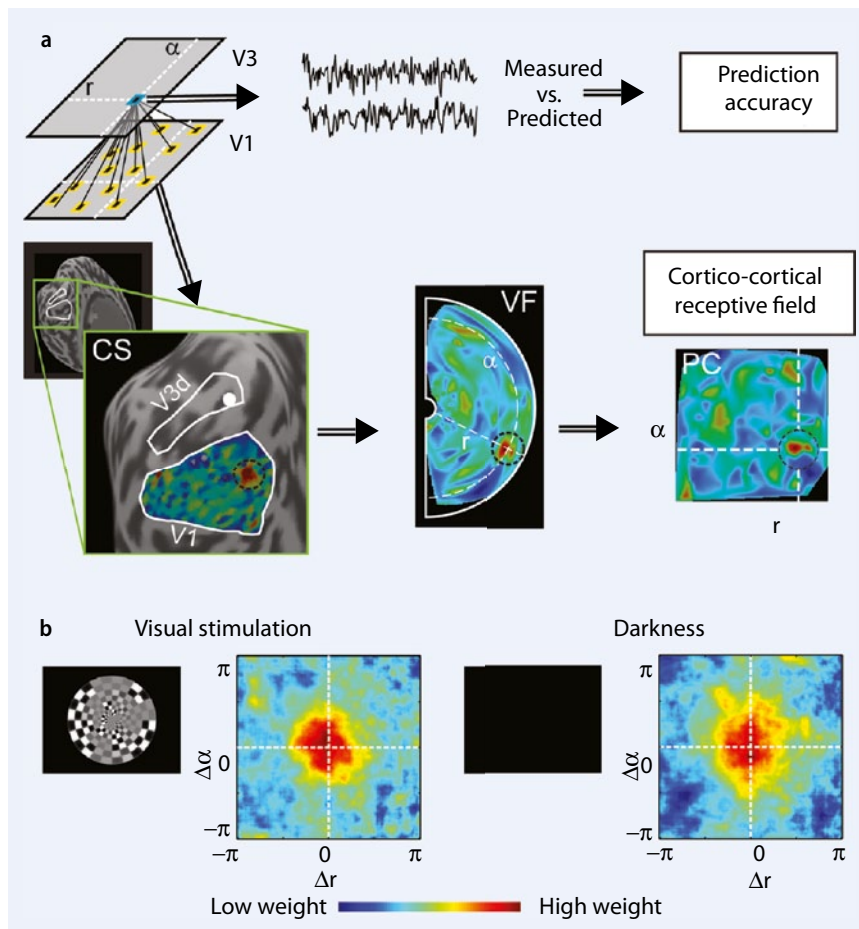 a
α
V3
r
V1
Measured
vs.
Predicted
Prediction
accuracy
CS
V3d
V1
VF
α
r
Cortico-cortical
receptive field
PC
α
r
b
Visual stimulation
Darkness
π
Δα
0
−π
−π
0
π
Δr
π
Δα
0
−π
−π
0
π
Δr
Low weight
High weight